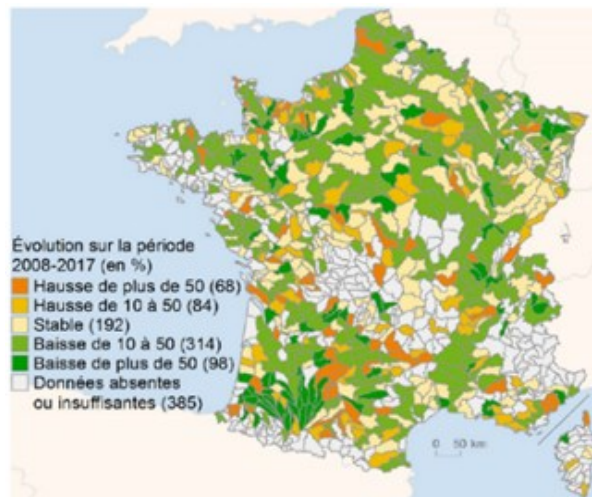 Évolution sur la période
2008-2017 (en %)
Hausse de plus de 50 (68)
Hausse de 10 à 50 (84)
Stable (192)
Baisse de 10 à 50 (314)
Baisse de plus de 50 (98)
Données absentes
ou insuffisantes (385)
0 50 km